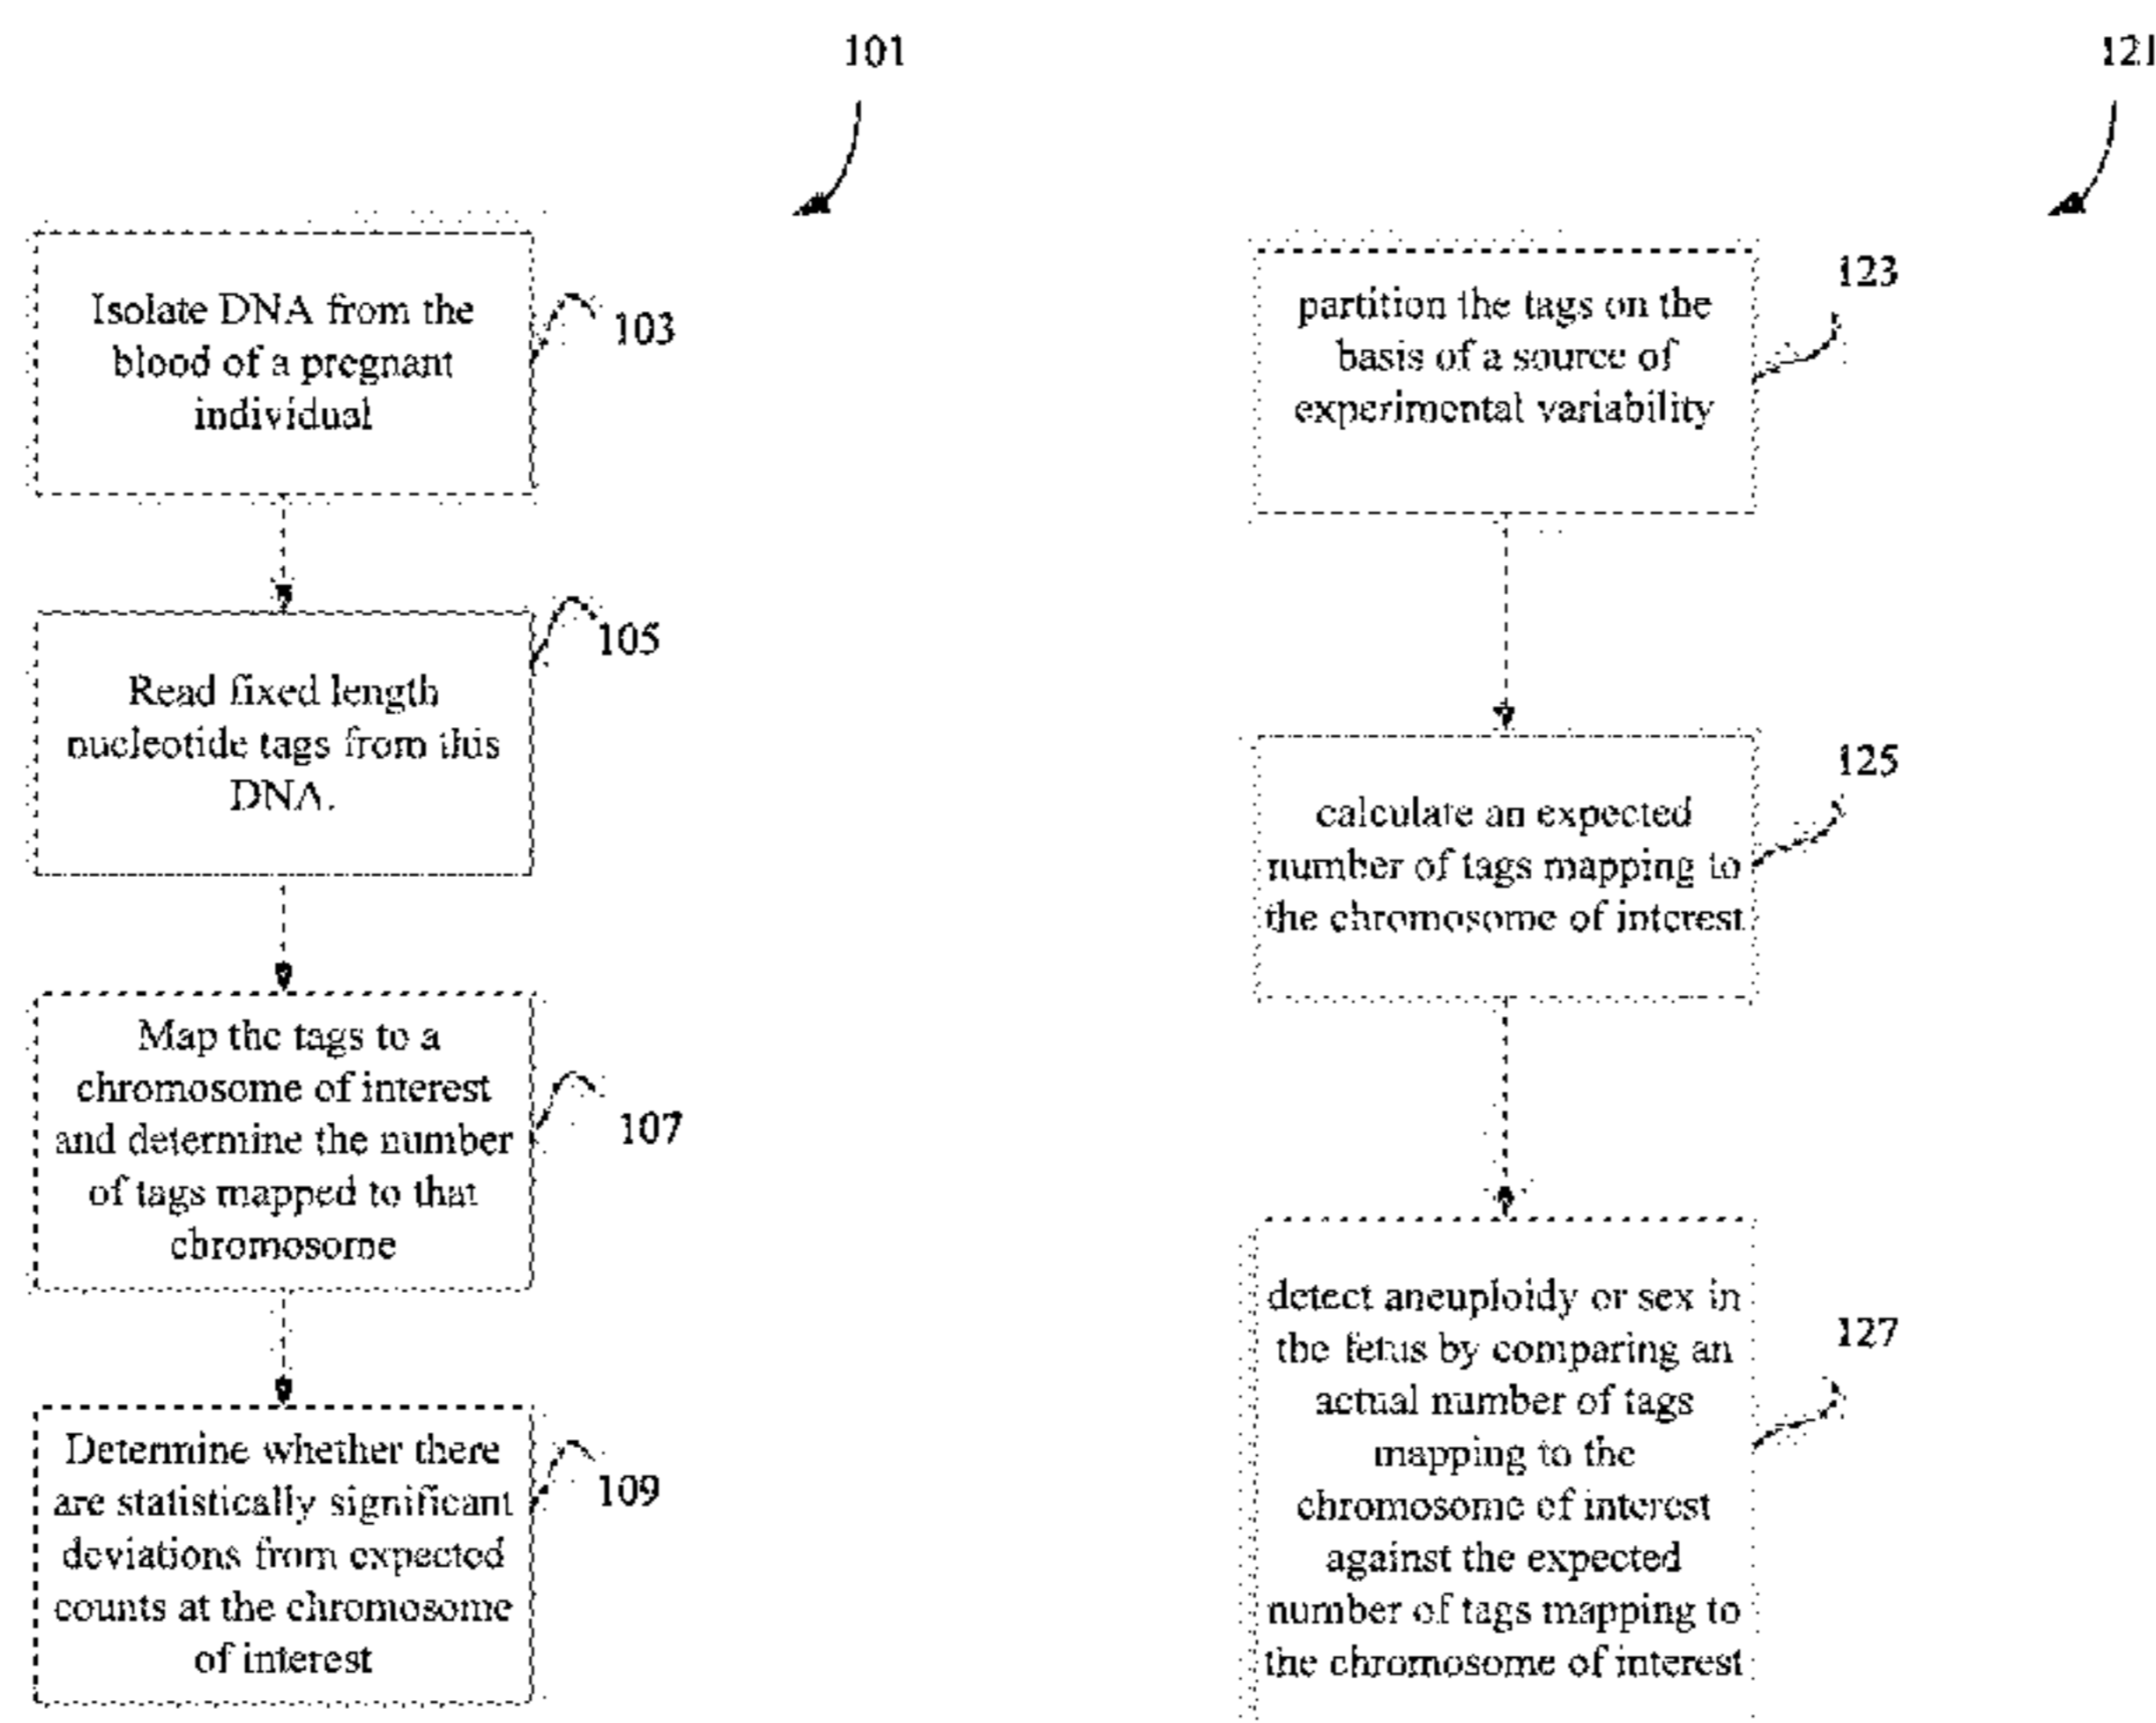 101
Isolate DNA from the
blood of a pregnant
individual
103
Read fixed length
nucleotide tags from this
DNA.
105
Map the tags to a
chromosome of interest
and determine the number
of tags mapped to that
chromosome
107
Determine whether there
are statistically significant
deviations from expected
counts at the chromosome
of interest
109
121
partition the tags on the
basis of a source of
experimental variability
123
calculate an expected
number of tags mapping to
the chromosome of interest
125
detect aneuploidy or sex in
the fetus by comparing an
actual number of tags
mapping to the
chromosome of interest
against the expected
number of tags mapping to
the chromosome of interest
127